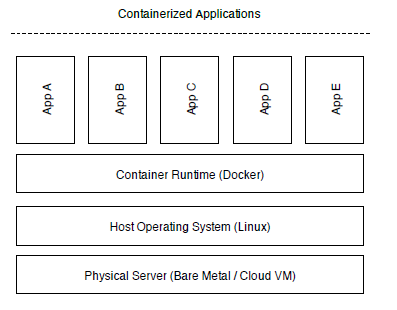 Containerized Applications
App A
App B
App C
App D
App E
Container Runtime (Docker)
Host Operating System (Linux)
Physical Server (Bare Metal / Cloud VM)